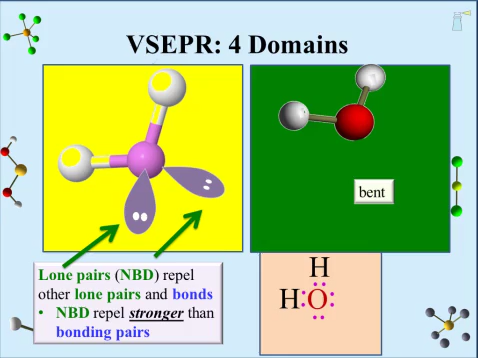 VSEPR: 4 Domains
bent
Lone pairs (NBD) repel
other lone pairs and bonds
• NBD repel stronger than
bonding pairs
H
H:O: